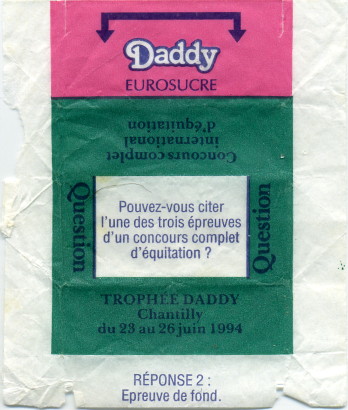 Daddy
EUROSUCRE
Concours complet
international
d'équitation
Question
Pouvez-vous citer
l'une des trois épreuves
d'un concours complet
d'équitation ?
Question
TROPHÉE DADDY
Chantilly
du 23 au 26 juin 1994
RÉPONSE 2 :
Epreuve de fond.